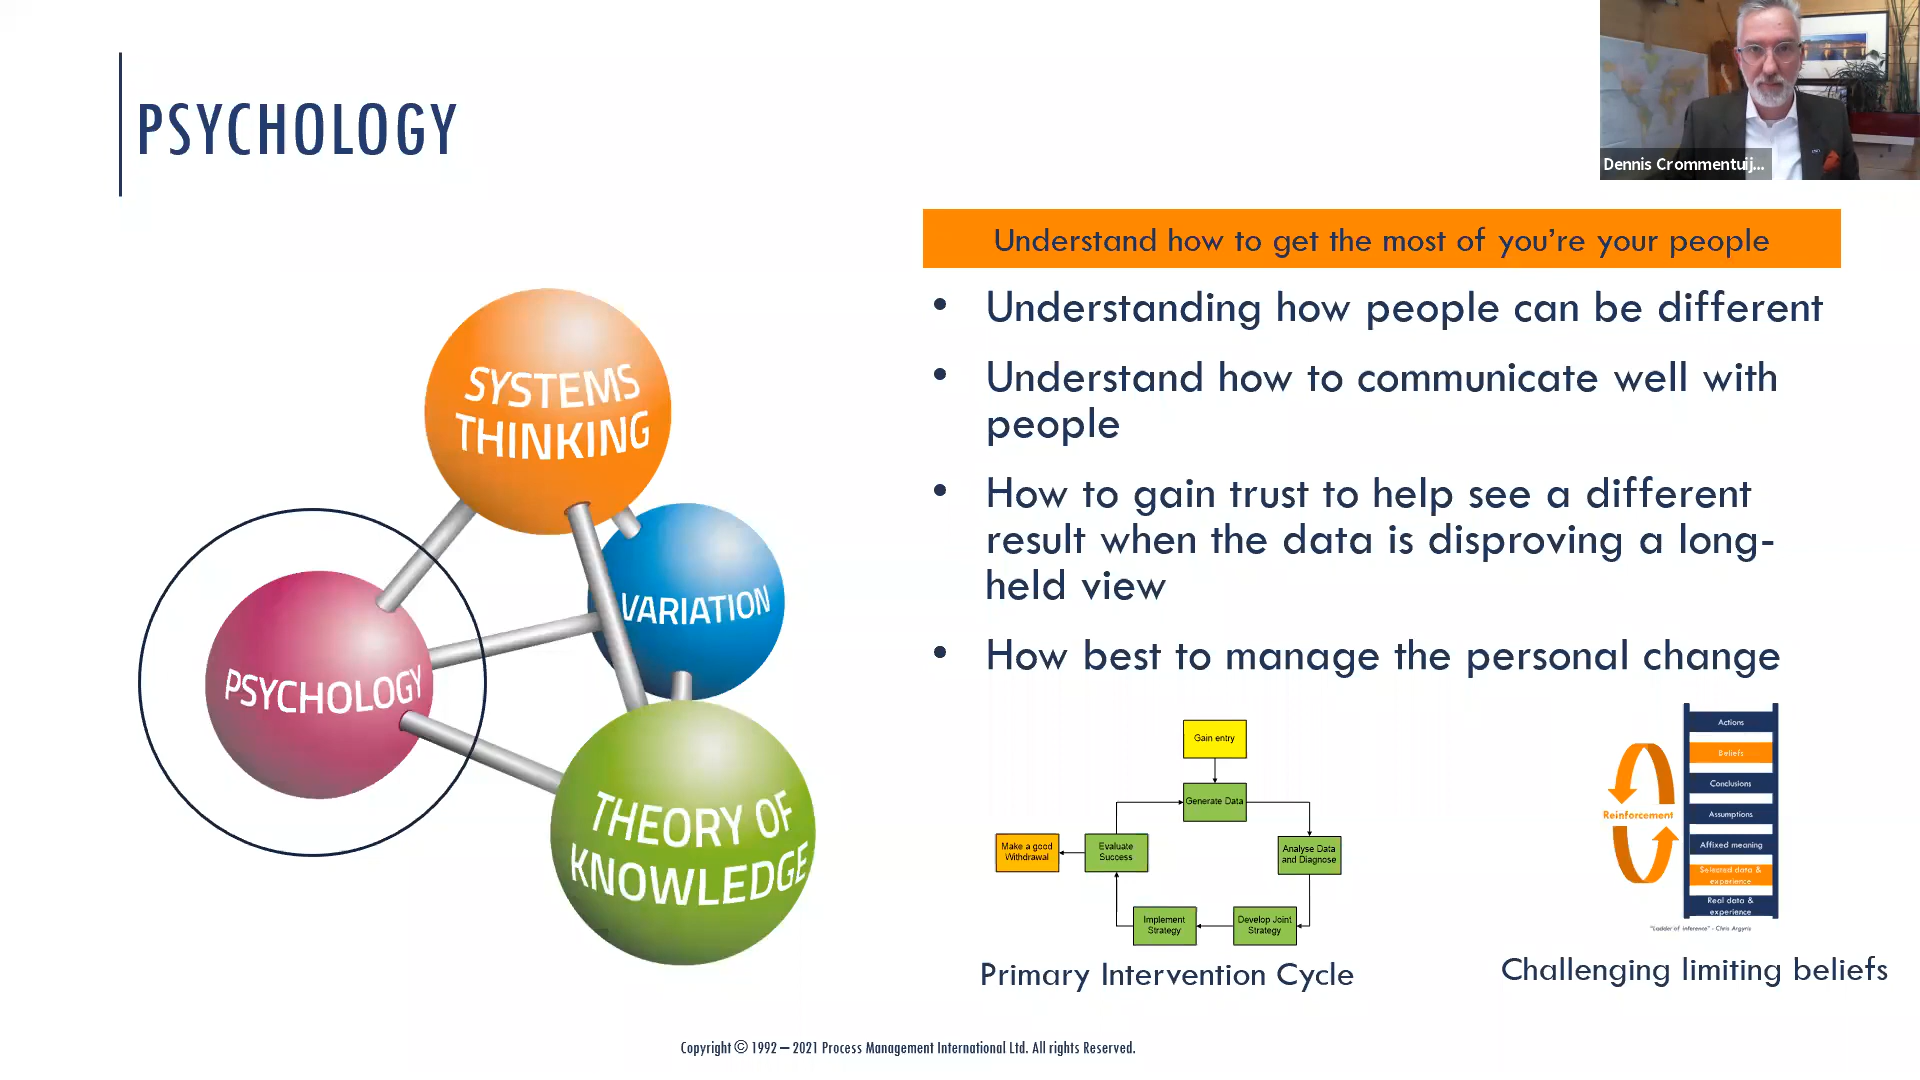 PSYCHOLOGY
Dennis Crommentuij...
Understand how to get the most of you're your people
• Understanding how people can be different
• Understand how to communicate well with
people
• How to gain trust to help see a different
result when the data is disproving a long-
held view
• How best to manage the personal change
SYSTEMS
THINKING
VARIATION
PSYCHOLOGY
THEORY OF
KNOWLEDGE
Gain entry
Generate Data
Make a good
Withdrawal
Evaluate
Success
Analyse Data
and Diagnose
Implement
Strategy
Develop Joint
Strategy
Primary Intervention Cycle
Actions
Beliefs
Conclusions
Reinforcement
Assumptions
Affixed meaning
Selected data &
experience
Real data &
experience
"Ladder of inference" - Chris Argyris
Challenging limiting beliefs
Copyright © 1992 – 2021 Process Management International Ltd. All rights Reserved.